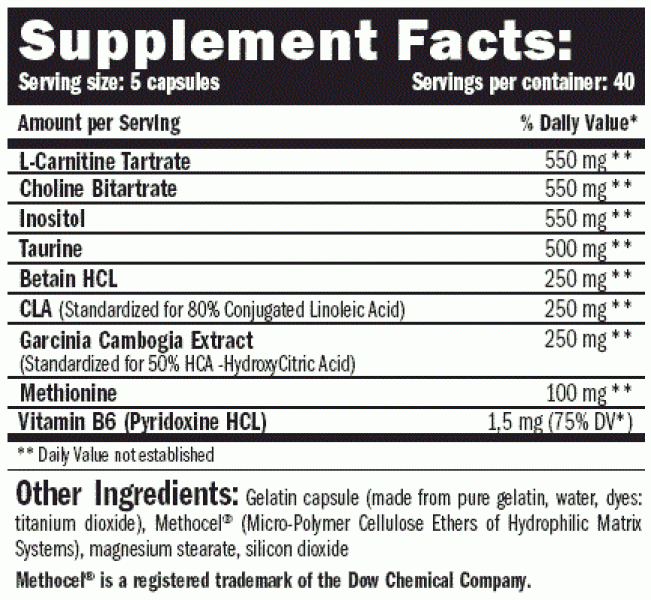 Supplement Facts:
Serving size: 5 capsules Servings per container: 40
Amount per Serving % Daily Value*
L-Carnitine Tartrate 550 mg **
Choline Bitartrate 550 mg **
Inositol 550 mg **
Taurine 500 mg **
Betain HCL 250 mg **
CLA (Standardized for 80% Conjugated Linoleic Acid) 250 mg **
Garcinia Cambogia Extract 250 mg **
(Standardized for 50% HCA -HydroxyCitric Acid)
Methionine 100 mg **
Vitamin B6 (Pyridoxine HCL) 1,5 mg (75% DV*)
** Daily Value not established
Other Ingredients: Gelatin capsule (made from pure gelatin, water, dyes:
titanium dioxide), Methocel® (Micro-Polymer Cellulose Ethers of Hydrophilic Matrix
Systems), magnesium stearate, silicon dioxide
Methocel® is a registered trademark of the Dow Chemical Company.